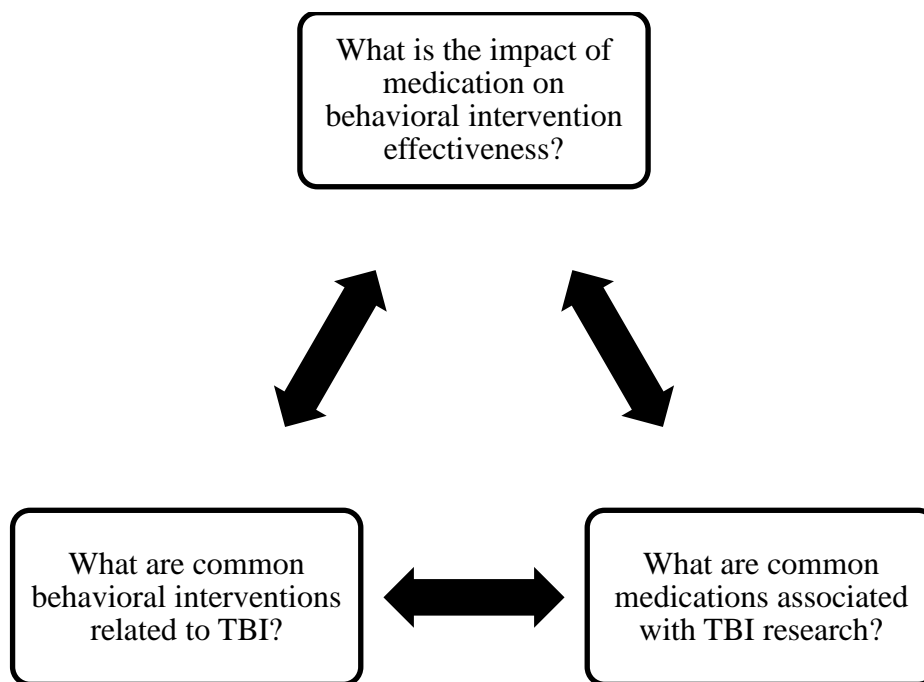 What is the impact of
medication on
behavioral intervention
effectiveness?
What are common
behavioral interventions
related to TBI?
What are common
medications associated
with TBI research?